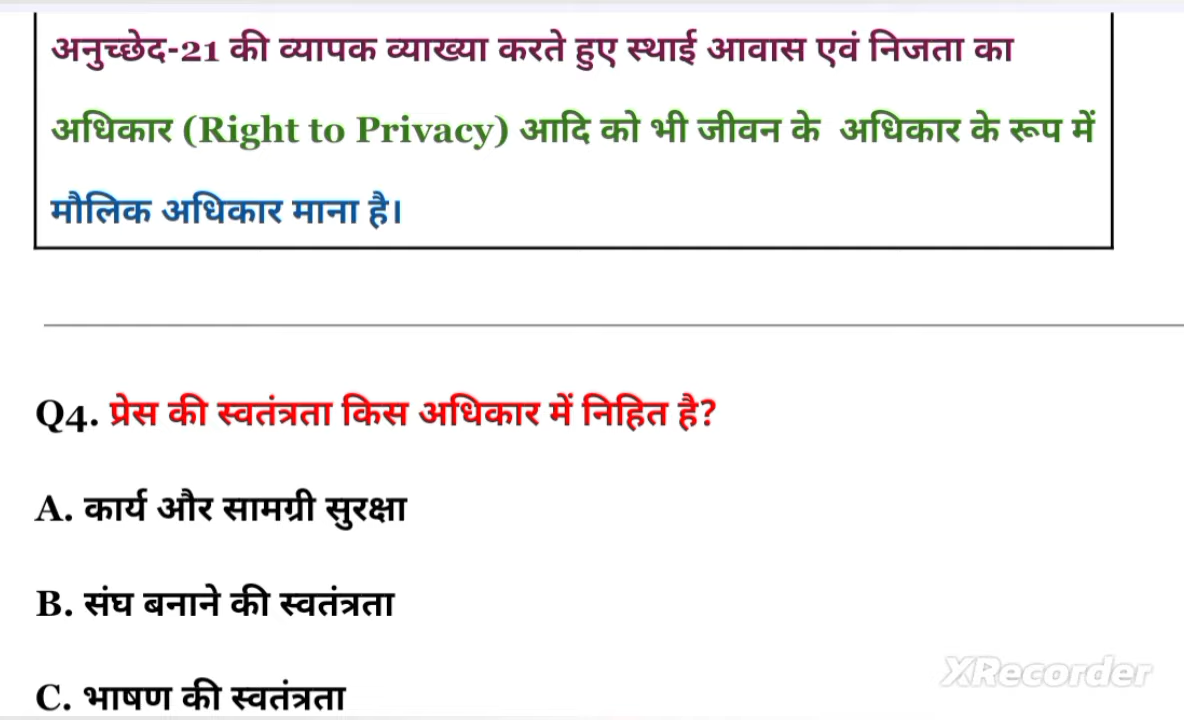 अनुच्छेद-21 की व्यापक व्याख्या करते हुए स्थाई आवास एवं निजता का
अधिकार (Right to Privacy) आदि को भी जीवन के अधिकार के रूप में
मौलिक अधिकार माना है।
Q4. प्रेस की स्वतंत्रता किस अधिकार में निहित है?
A. कार्य और सामग्री सुरक्षा
B. संघ बनाने की स्वतंत्रता
C. भाषण की स्वतंत्रता
XRecorder